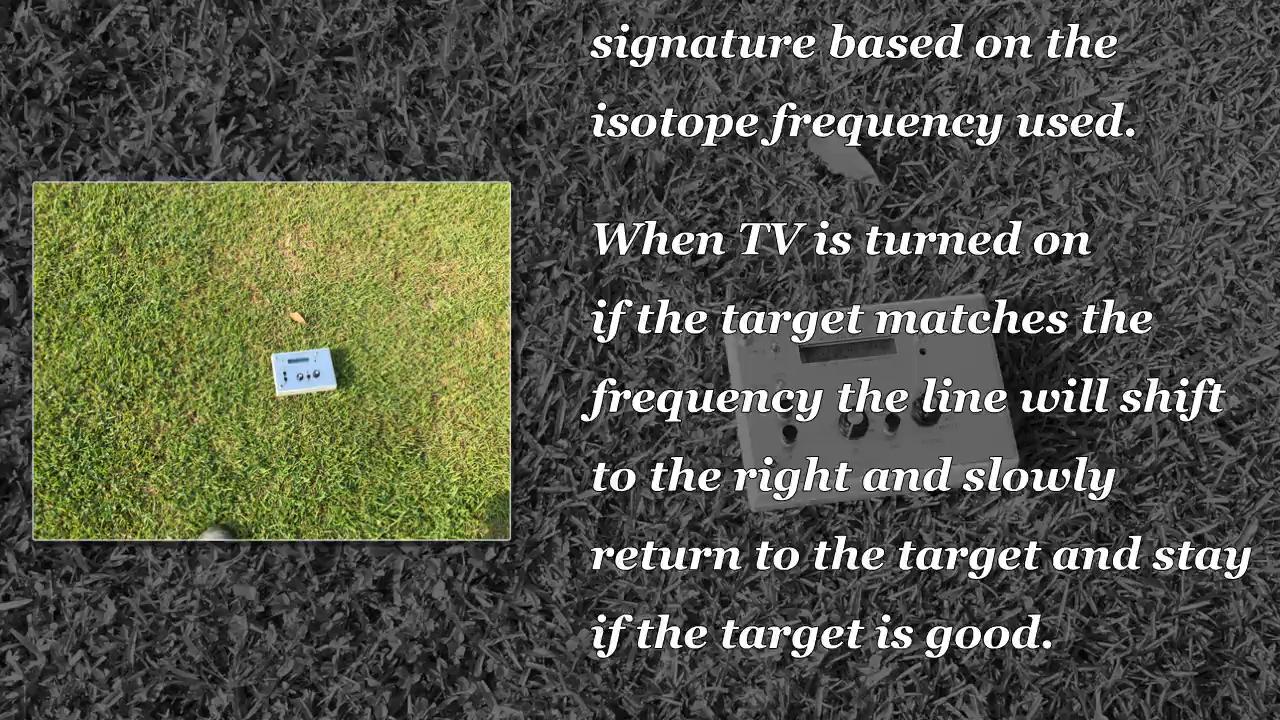 signature based on the
isotope frequency used.
When TV is turned on
if the target matches the
frequency the line will shift
to the right and slowly
return to the target and stay
if the target is good.